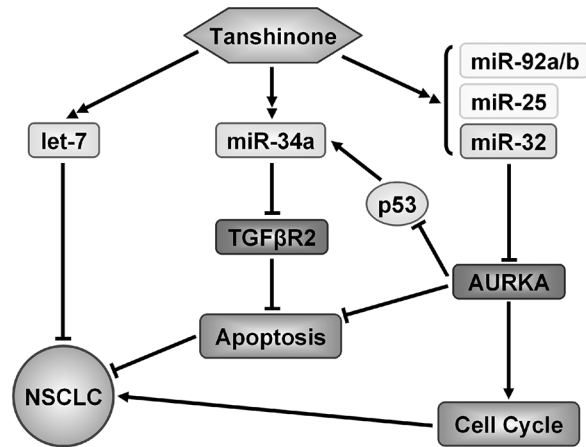 Tanshinone
miR-92a/b
miR-25
let-7
miR-34a
miR-32
p53
TGFβR2
AURKA
Apoptosis
NSCLC
Cell Cycle